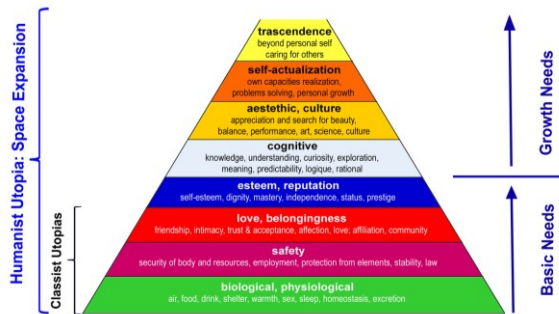 trascendence
beyond personal self
caring for others
self-actualization
own capacities realization,
problems solving, personal growth
aestethic, culture
appreciation and search for beauty,
balance, performance, art, science, culture
cognitive
knowledge, understanding, curiosity, exploration,
meaning, predictability, logique, rational
esteem, reputation
self-esteem, dignity, mastery, independence, status, prestige
love, belongingness
friendship, intimacy, trust & acceptance, affection, love; affiliation, community
safety
security of body and resources, employment, protection from elements, stability, law
biological, physiological
air, food, drink, shelter, warmth, sex, sleep, homeostasis, excretion
Humanist Utopia: Space Expansion
Classist Utopias
Growth Needs
Basic Needs